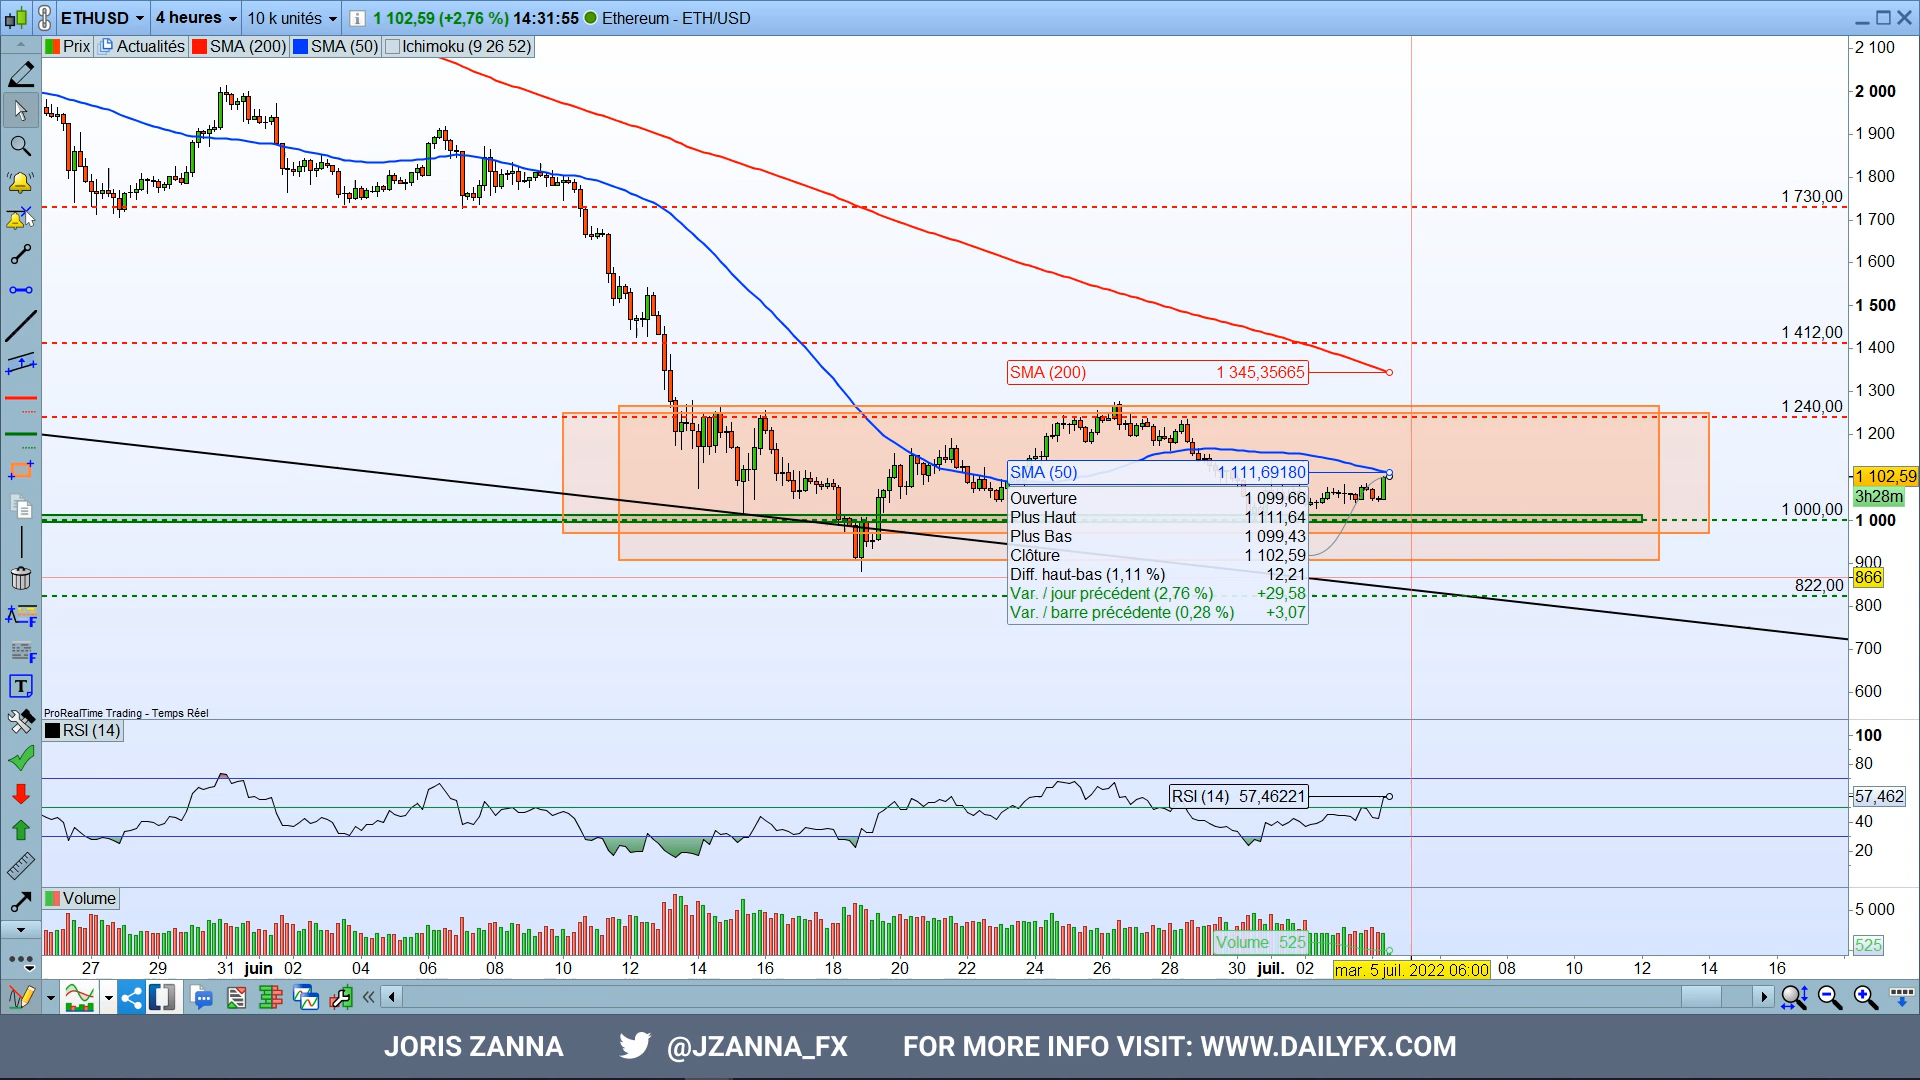 ETHUSD 4 heures 10 k unités i 1 102,59 (+2,76 %) 14:31:55 Ethereum - ETH/USD
Prix Actualités SMA (200) SMA (50) Ichimoku (9 26 52)
2 100
2 000
1 900
1 800
1 730,00
1 700
1 600
1 500
1 412,00
1 400
SMA (200) 1 345,35665
1 300
1 240,00
1 200
SMA (50) 1 111,69180
1 102,59
3h28m
Ouverture 1 099,66
Plus Haut 1 111,64
Plus Bas 1 099,43
Clôture 1 102,59
Diff. haut-bas (1,11 %) 12,21
Var. / jour précédent (2,76 %) +29,58
Var. / barre précédente (0,28 %) +3,07
1 000,00
1 000
900
866
822,00
800
700
600
ProRealTime Trading - Temps Réel
RSI (14)
100
80
RSI (14) 57,46221
57,462
40
20
Volume
5 000
Volume 525
525
27 29 31 juin 02 04 06 08 10 12 14 16 18 20 22 24 26 28 30 juil. 02 mar. 5 juil. 2022 06:00 08 10 12 14 16
JORIS ZANNA @JZANNA_FX FOR MORE INFO VISIT: WWW.DAILYFX.COM